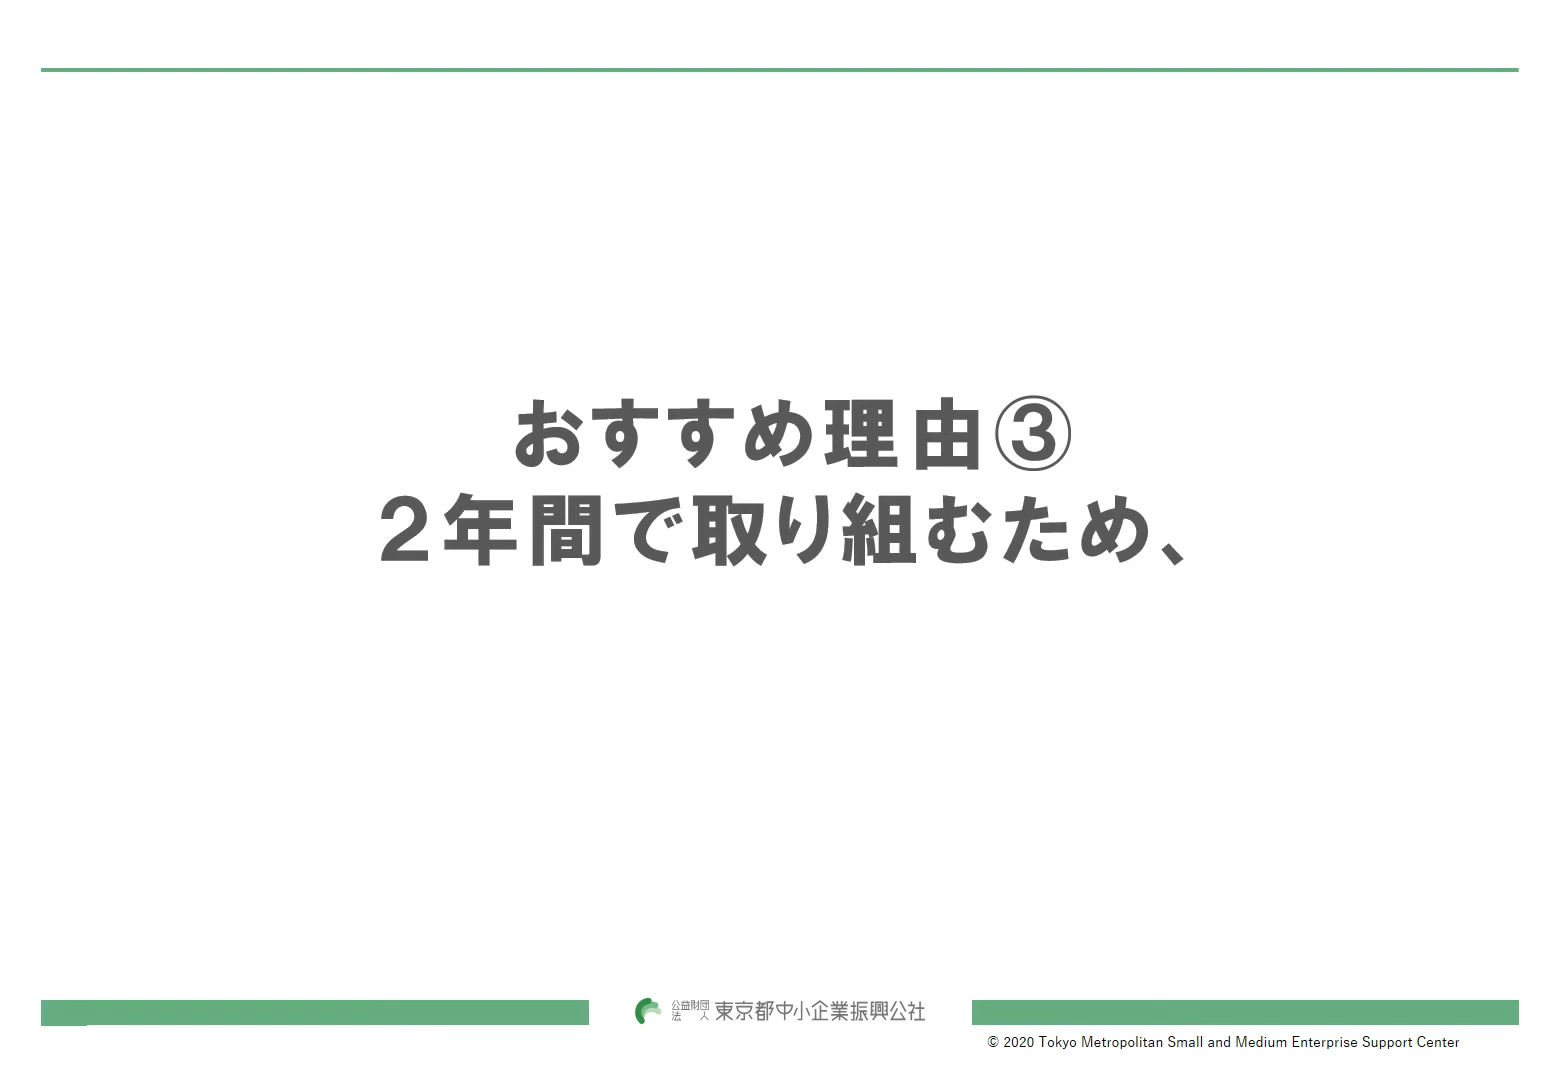 おすすめ理由③
２年間で取り組むため、
公益財団法人 東京都中小企業振興公社
© 2020 Tokyo Metropolitan Small and Medium Enterprise Support Center